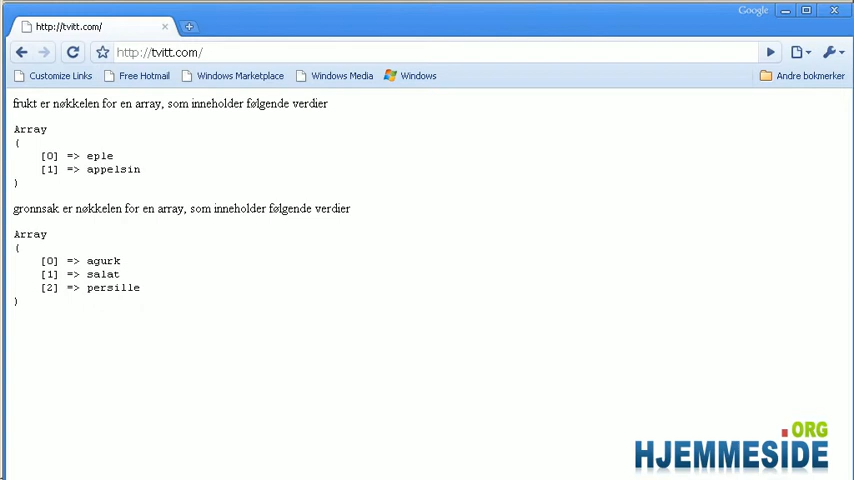 Google
http://tvitt.com/
http://tvitt.com/
Customize Links Free Hotmail Windows Marketplace Windows Media Windows Andre bokmerker
frukt er nøkkelen for en array, som inneholder følgende verdier
Array
(
[0] => eple
[1] => appelsin
)
gronnsak er nøkkelen for en array, som inneholder følgende verdier
Array
(
[0] => agurk
[1] => salat
[2] => persille
)
.ORG
HJEMMESIDE